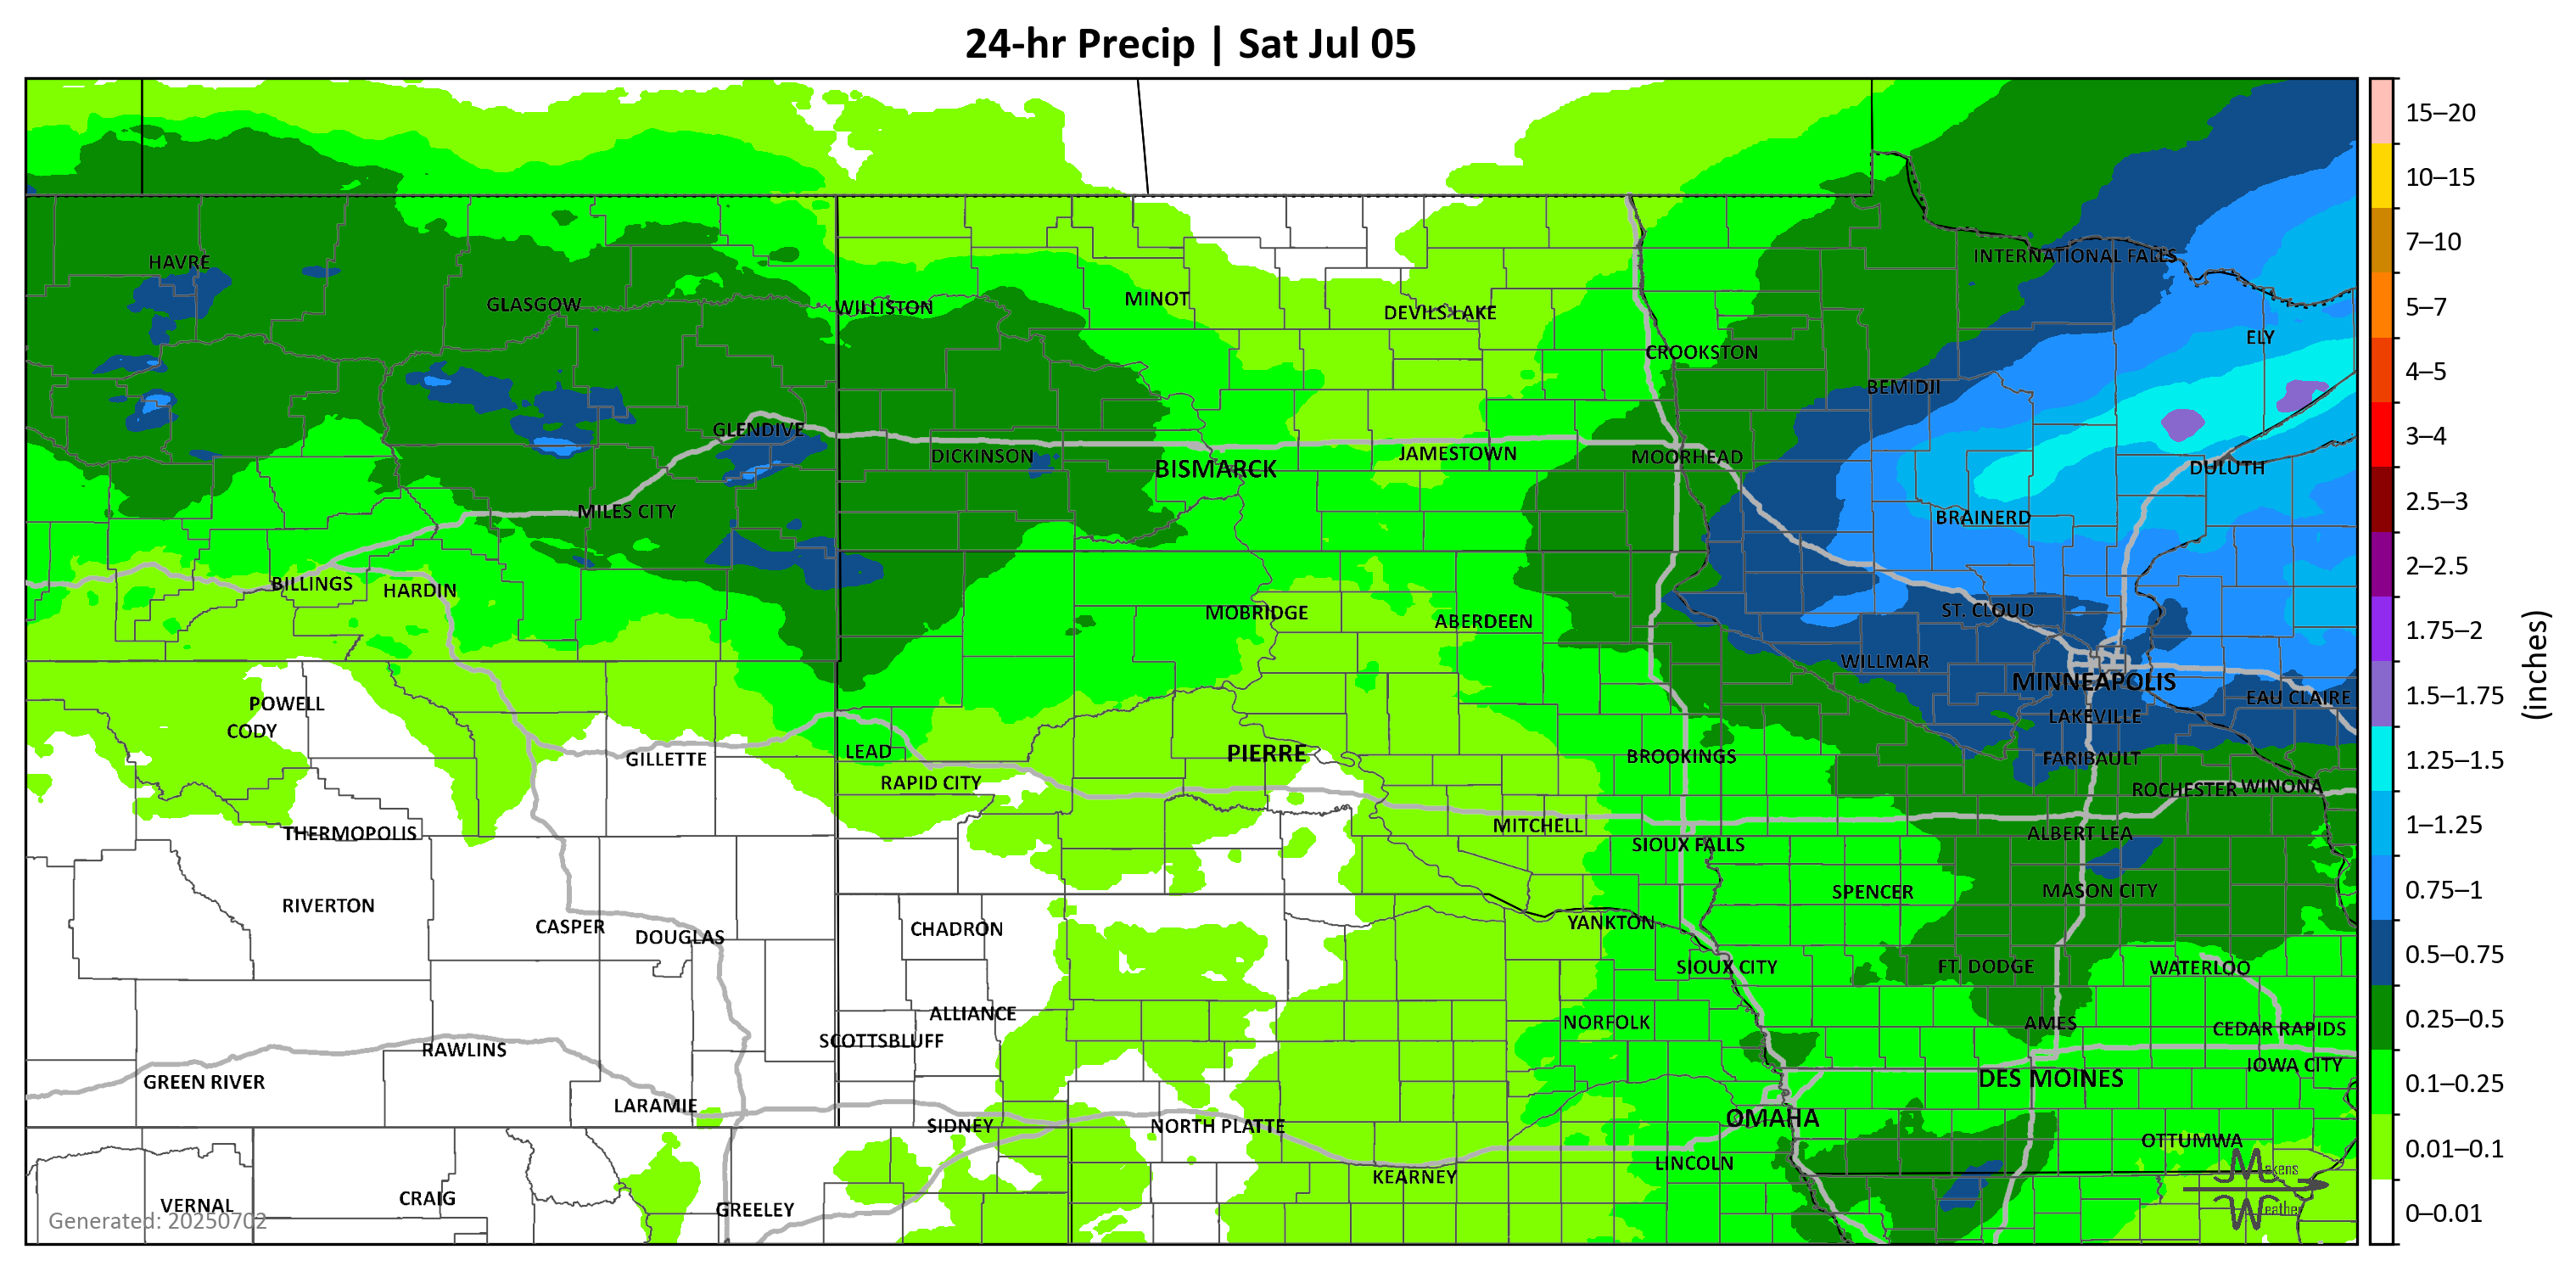 24-hr Precip | Sat Jul 05
15–20
10–15
7–10
5–7
4–5
3–4
2.5–3
2–2.5
1.75–2
1.5–1.75
1.25–1.5
1–1.25
0.75–1
0.5–0.75
0.25–0.5
0.1–0.25
0.01–0.1
0–0.01
(inches)
HAVRE
INTERNATIONAL FALLS
GLASGOW
WILLISTON
MINOT
DEVILS LAKE
ELY
CROOKSTON
BEMIDJI
GLENDIVE
DICKINSON
BISMARCK
JAMESTOWN
MOORHEAD
DULUTH
MILES CITY
BRAINERD
BILLINGS
HARDIN
MOBRIDGE
ABERDEEN
ST. CLOUD
WILLMAR
MINNEAPOLIS
EAU CLAIRE
POWELL
CODY
LAKEVILLE
GILLETTE
LEAD
PIERRE
BROOKINGS
FARIBAULT
RAPID CITY
ROCHESTER
WINONA
THERMOPOLIS
MITCHELL
SIOUX FALLS
ALBERT LEA
RIVERTON
SPENCER
MASON CITY
CASPER
DOUGLAS
CHADRON
YANKTON
SIOUX CITY
FT. DODGE
WATERLOO
ALLIANCE
SCOTTSBLUFF
NORFOLK
AMES
CEDAR RAPIDS
RAWLINS
GREEN RIVER
DES MOINES
IOWA CITY
LARAMIE
SIDNEY
NORTH PLATTE
OMAHA
OTTUMWA
LINCOLN
KEARNEY
VERNAL
CRAIG
GREELEY
Generated: 20250702
Makens
Weather